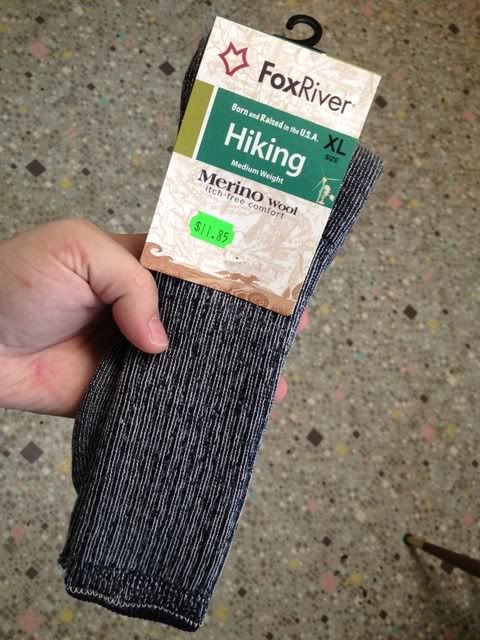 FoxRiver
Born and Raised in the U.S.A.
Hiking
XL
SIZE
Medium Weight
Merino wool
itch-free comfort
$11.85